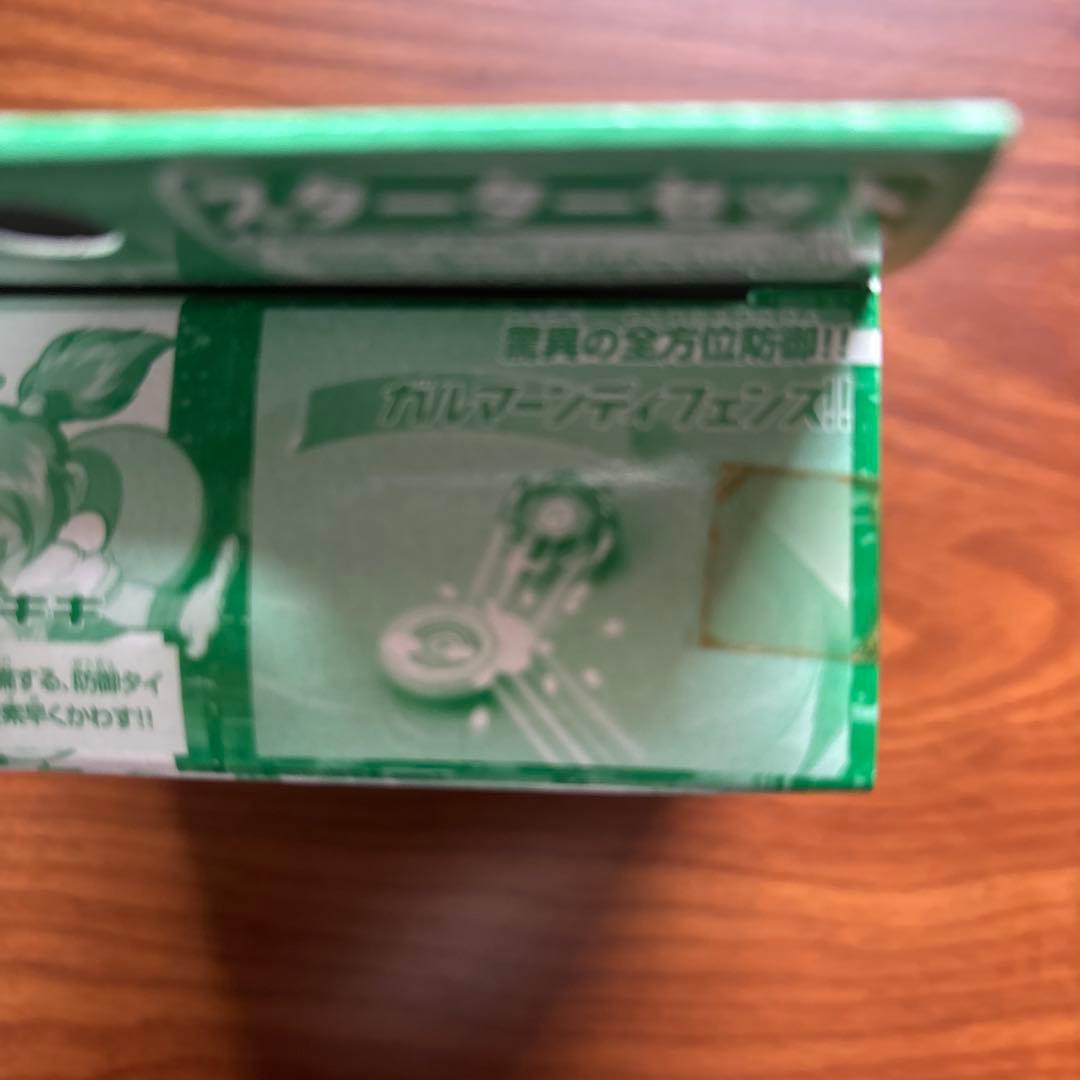 スターターセット
驚異の全方位防御!!
ガルマーンディフェンス!!
キキ
する、防御タイ
早くかわす!!